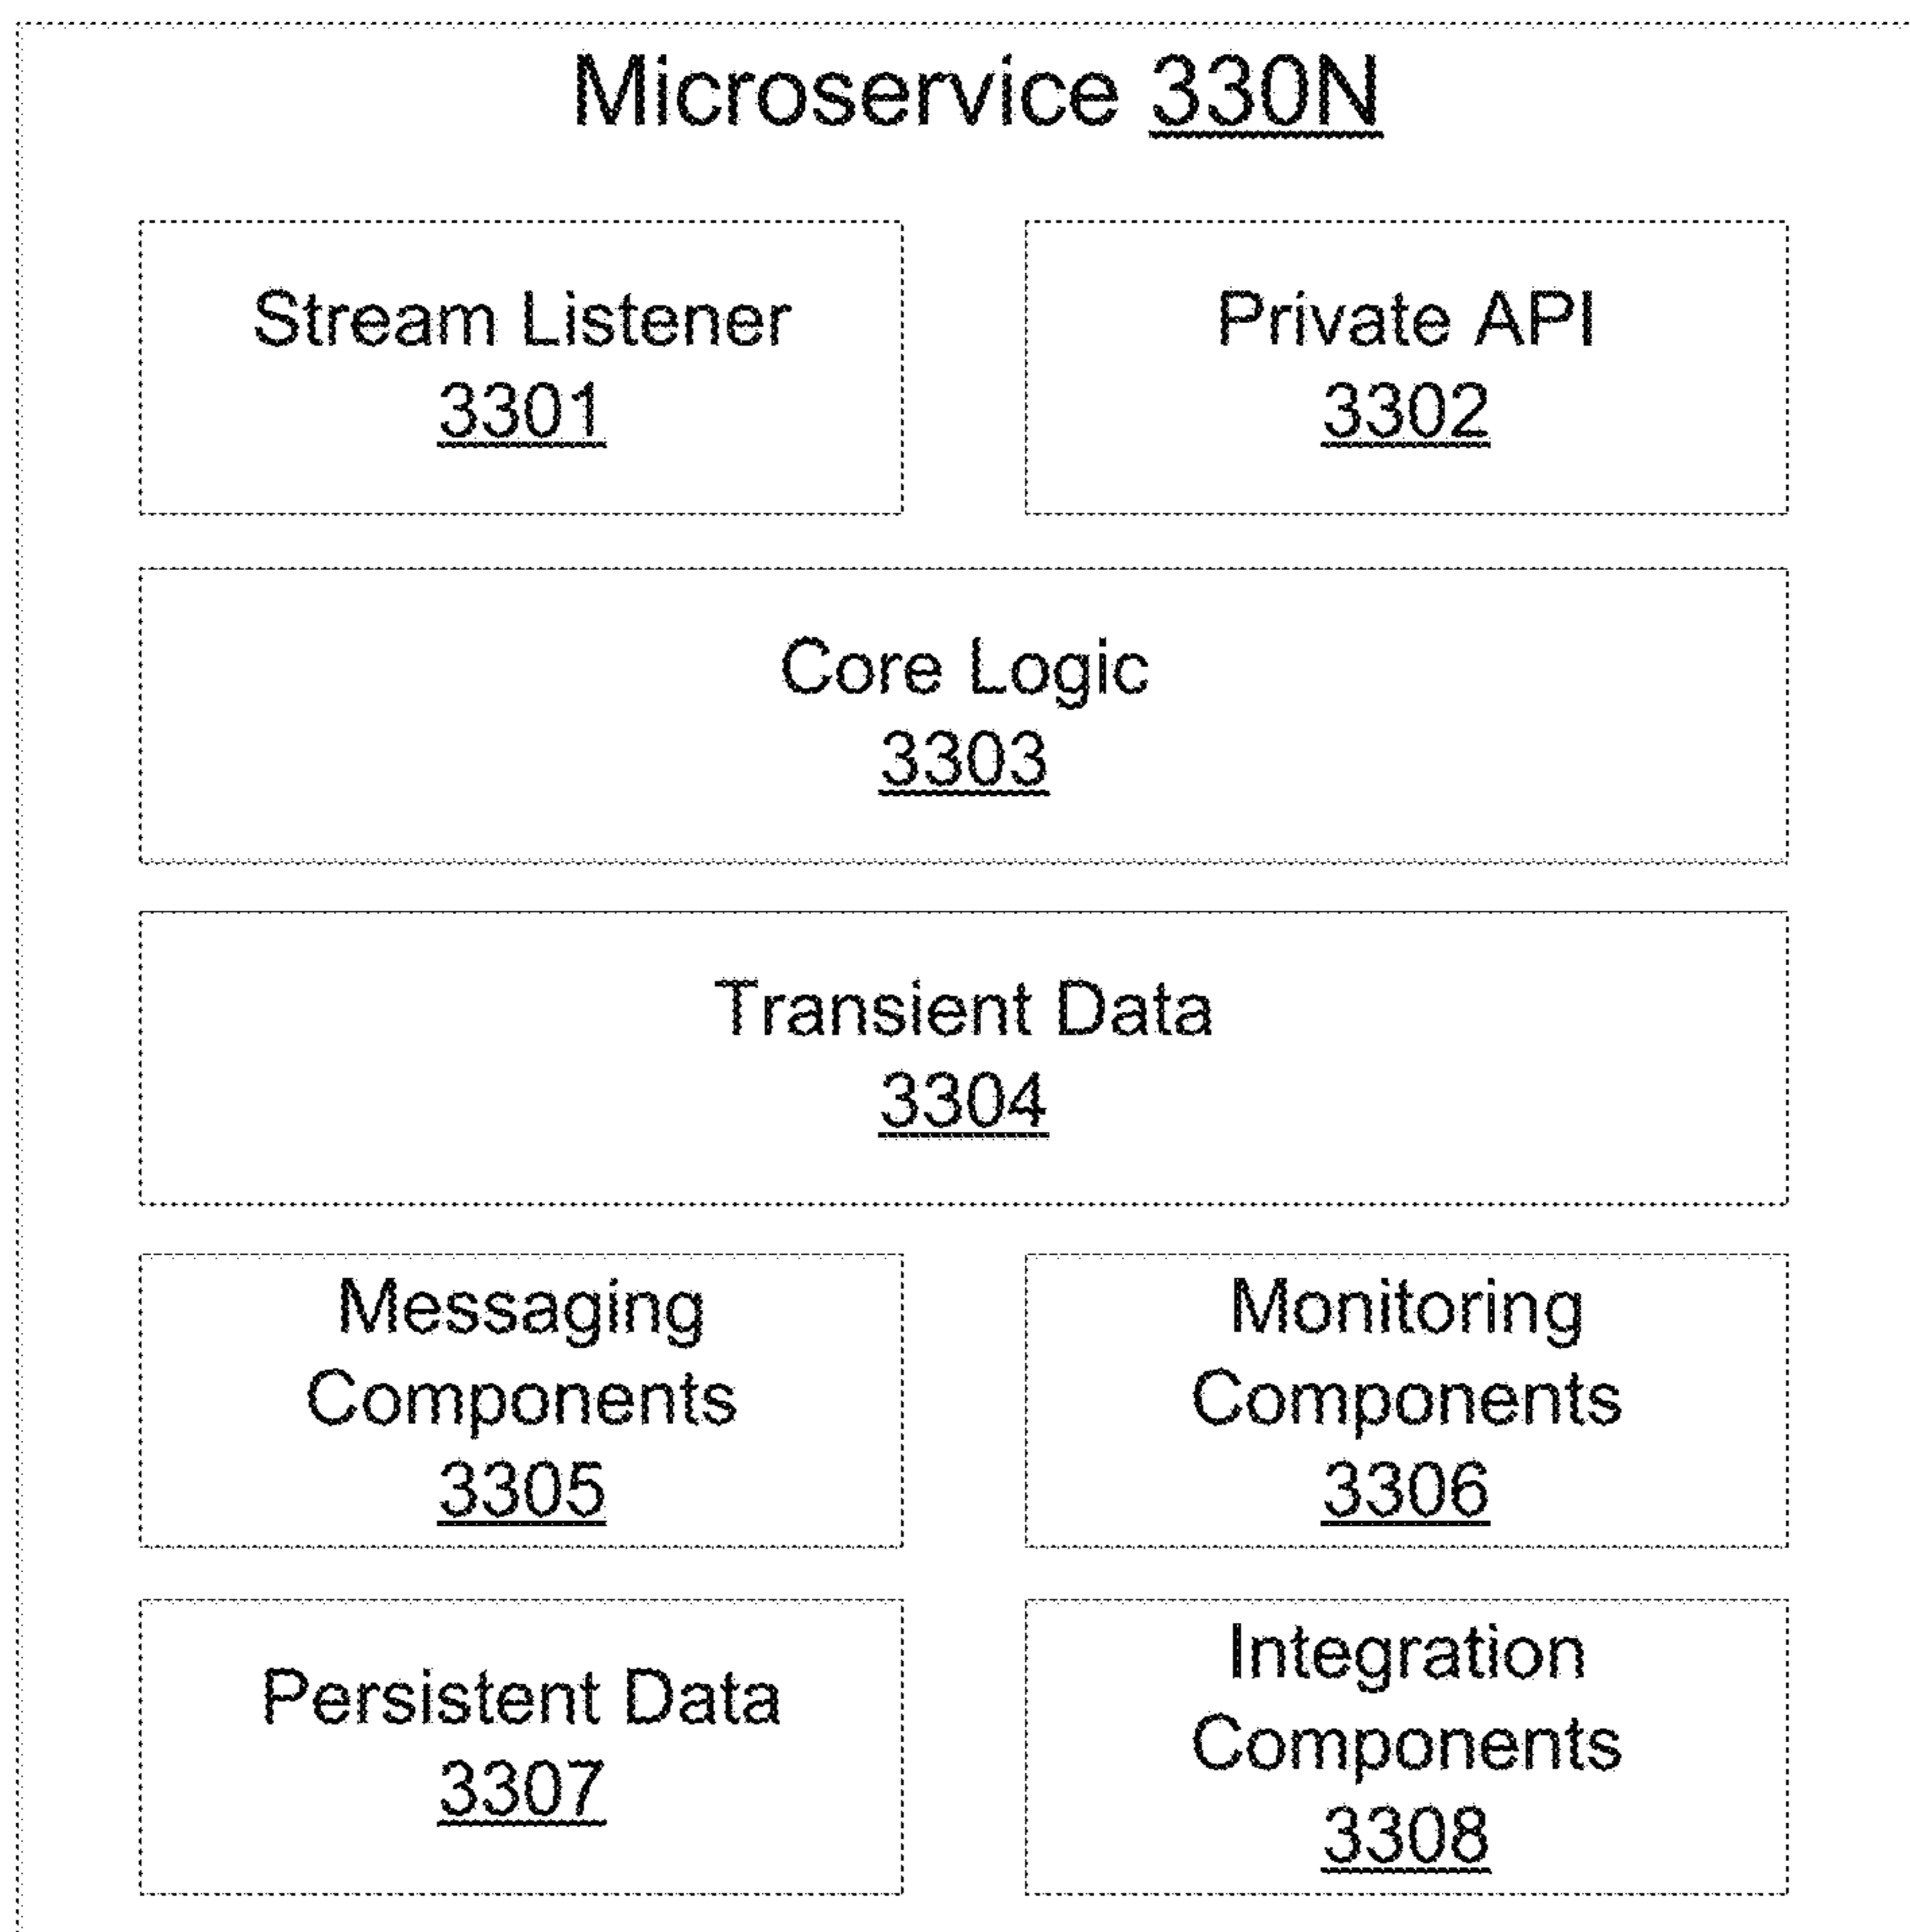 Microservice 330N
Stream Listener
3301
Private API
3302
Core Logic
3303
Transient Data
3304
Messaging
Components
3305
Monitoring
Components
3306
Persistent Data
3307
Integration
Components
3308